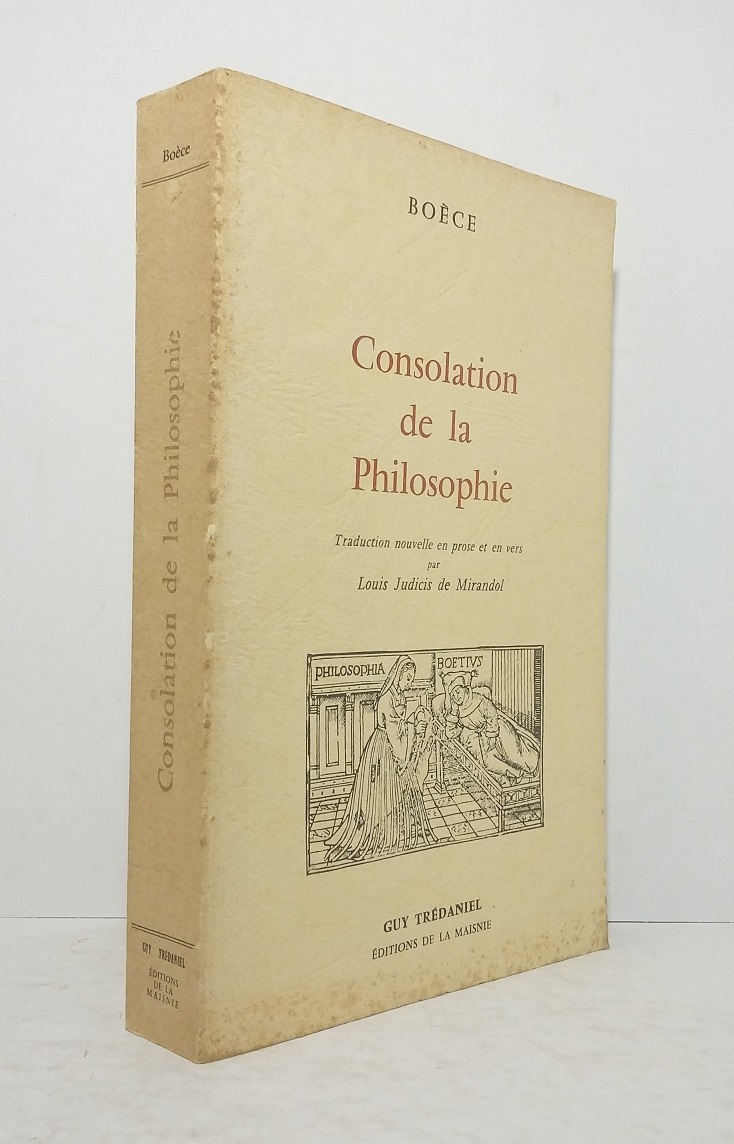 Boèce
Consolation de la Philosophie
GUY TRÉDANIEL
ÉDITIONS
DE LA
MAISNIE
BOÈCE
Consolation
de la
Philosophie
Traduction nouvelle en prose et en vers
par
Louis Judicis de Mirandol
PHILOSOPHIA
BOETIVS
GUY TRÉDANIEL
ÉDITIONS DE LA MAISNIE